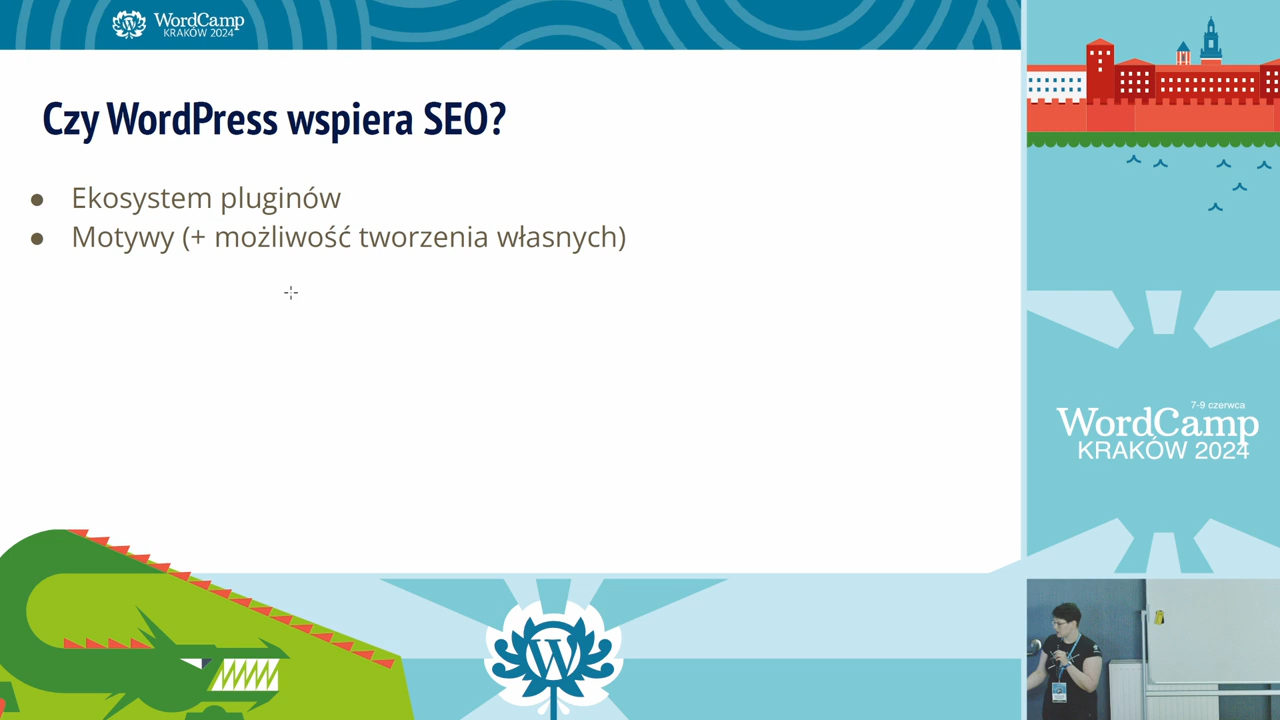 WordCamp
KRAKÓW 2024
Czy WordPress wspiera SEO?
● Ekosystem pluginów
● Motywy (+ możliwość tworzenia własnych)
7-9 czerwca
WordCamp
KRAKÓW 2024
W